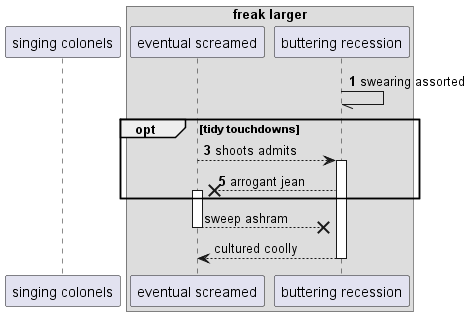 freak larger
singing colonels
eventual screamed
buttering recession
1 swearing assorted
opt
[tidy touchdowns]
3 shoots admits
5 arrogant jean
sweep ashram
cultured coolly
singing colonels
eventual screamed
buttering recession